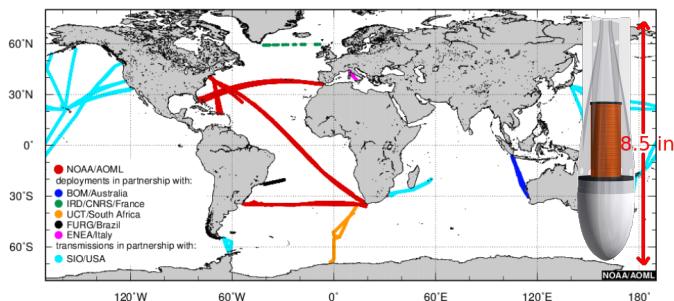 60°N
30°N
0°
30°S
60°S
8.5 in
NOAA/AOML
deployments in partnership with:
BOM/Australia
IRD/CNRS/France
UCT/South Africa
FURG/Brazil
ENEA/Italy
transmissions in partnership with:
SIO/USA
NOAA/AOML
120°W
60°W
0°
60°E
120°E
180°